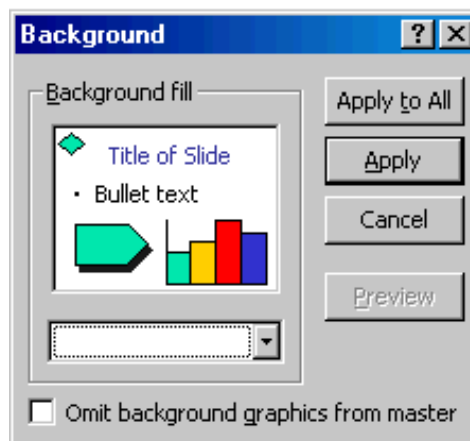 Background
Background fill
Title of Slide
• Bullet text
Apply to All
Apply
Cancel
Preview
Omit background graphics from master